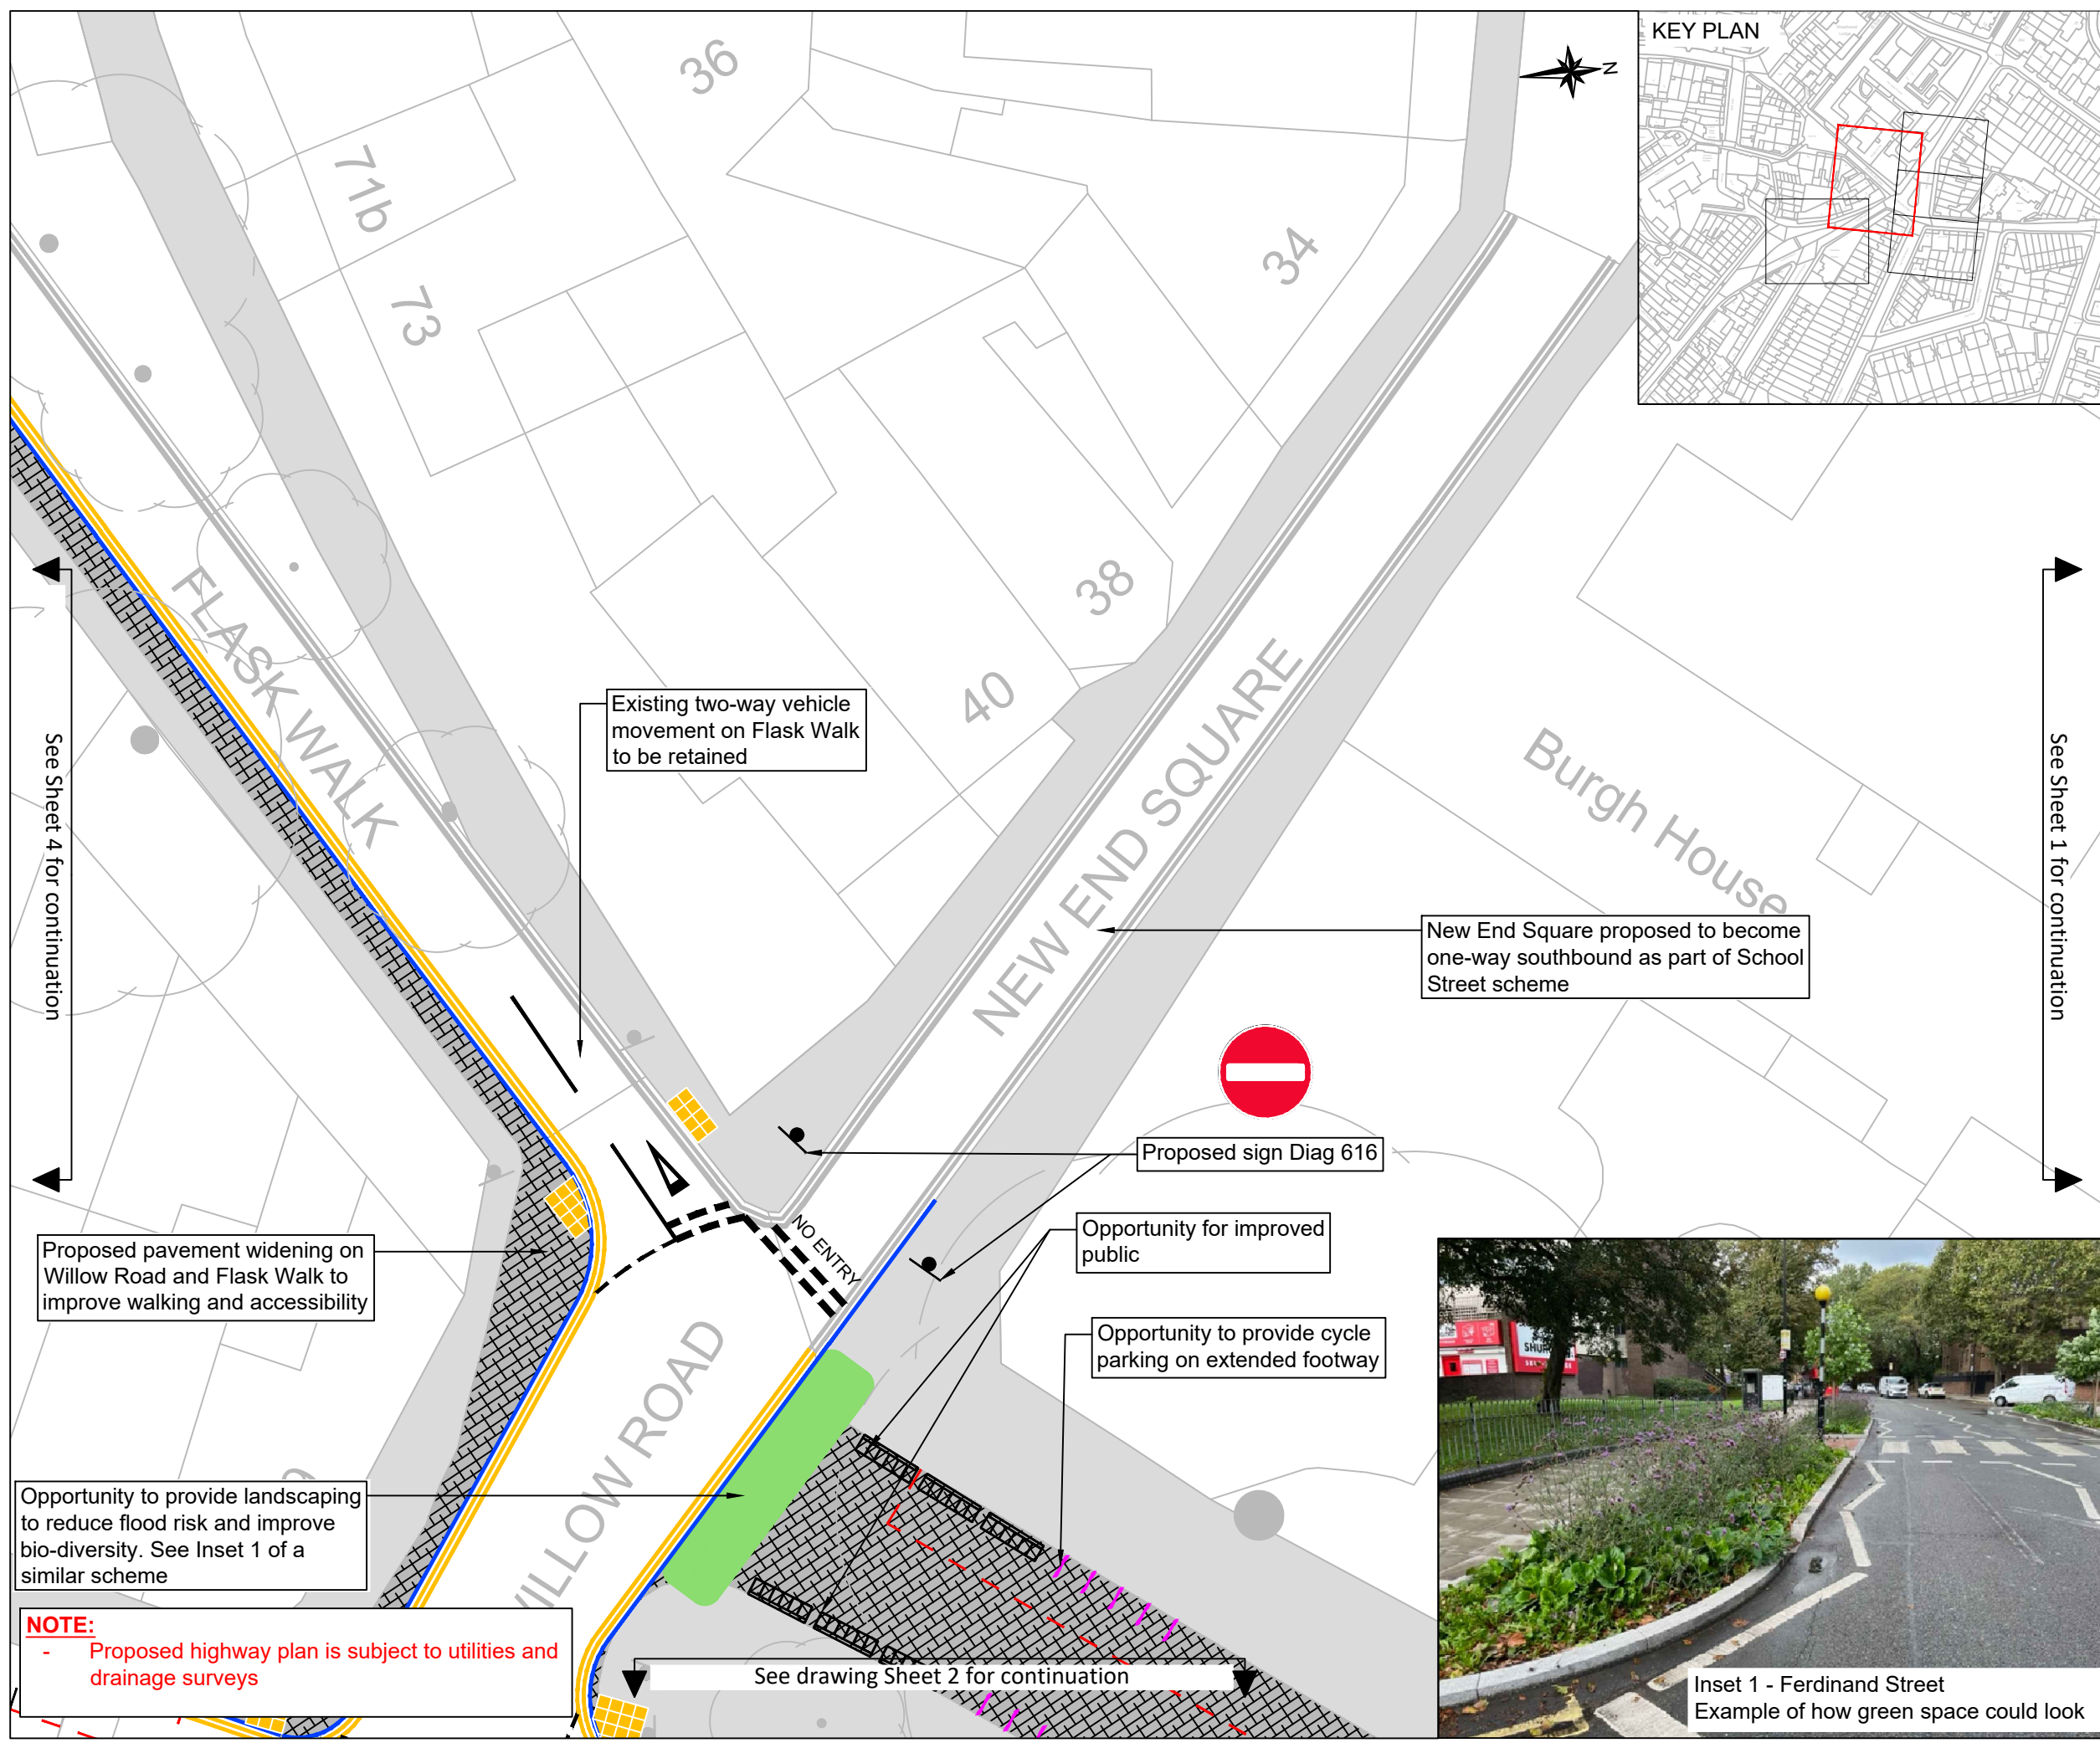 KEY PLAN
N
36
71b
73
34
38
40
FLASK WALK
NEW END SQUARE
Burgh House
WILLOW ROAD
See Sheet 4 for continuation
See Sheet 1 for continuation
Existing two-way vehicle
movement on Flask Walk
to be retained
New End Square proposed to become
one-way southbound as part of School
Street scheme
Proposed sign Diag 616
NO ENTRY
Opportunity for improved
public
Opportunity to provide cycle
parking on extended footway
Proposed pavement widening on
Willow Road and Flask Walk to
improve walking and accessibility
Opportunity to provide landscaping
to reduce flood risk and improve
bio-diversity. See Inset 1 of a
similar scheme
NOTE:
- Proposed highway plan is subject to utilities and
drainage surveys
See drawing Sheet 2 for continuation
Inset 1 - Ferdinand Street
Example of how green space could look